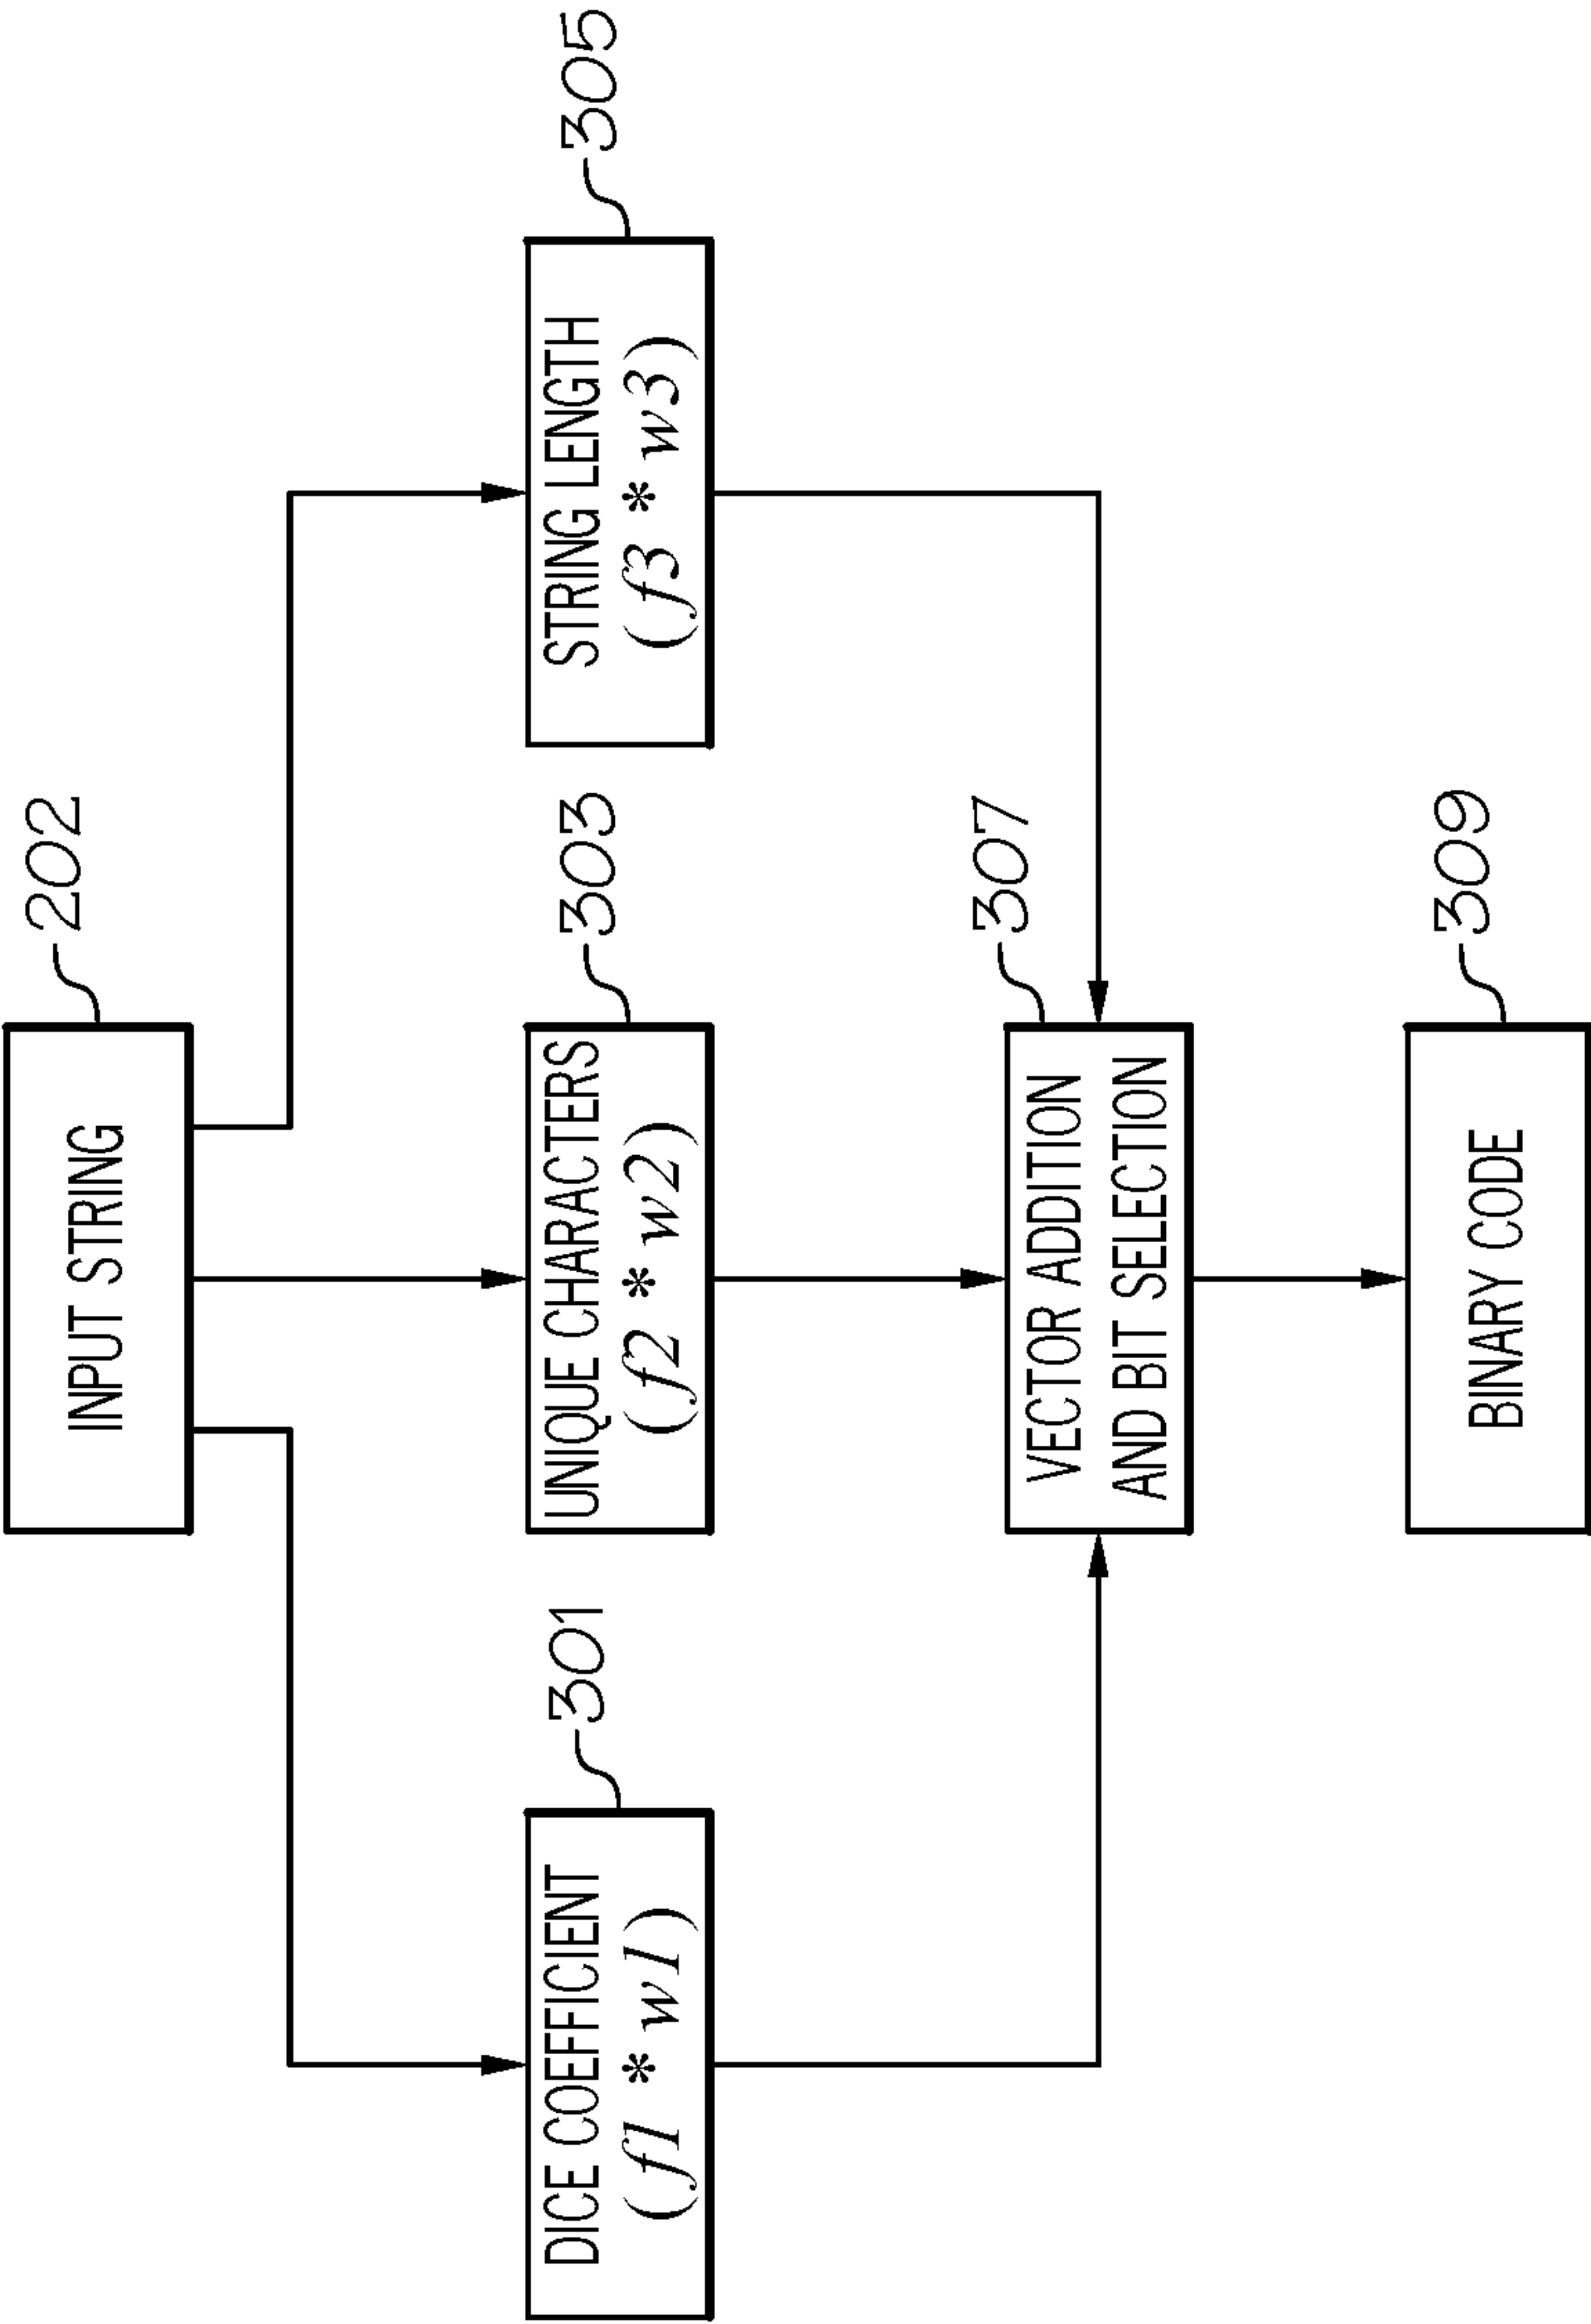 202
INPUT STRING
301
DICE COEFFICIENT
(f1 * w1)
303
UNIQUE CHARACTERS
(f2 * w2)
305
STRING LENGTH
(f3 * w3)
307
VECTOR ADDITION
AND BIT SELECTION
309
BINARY CODE